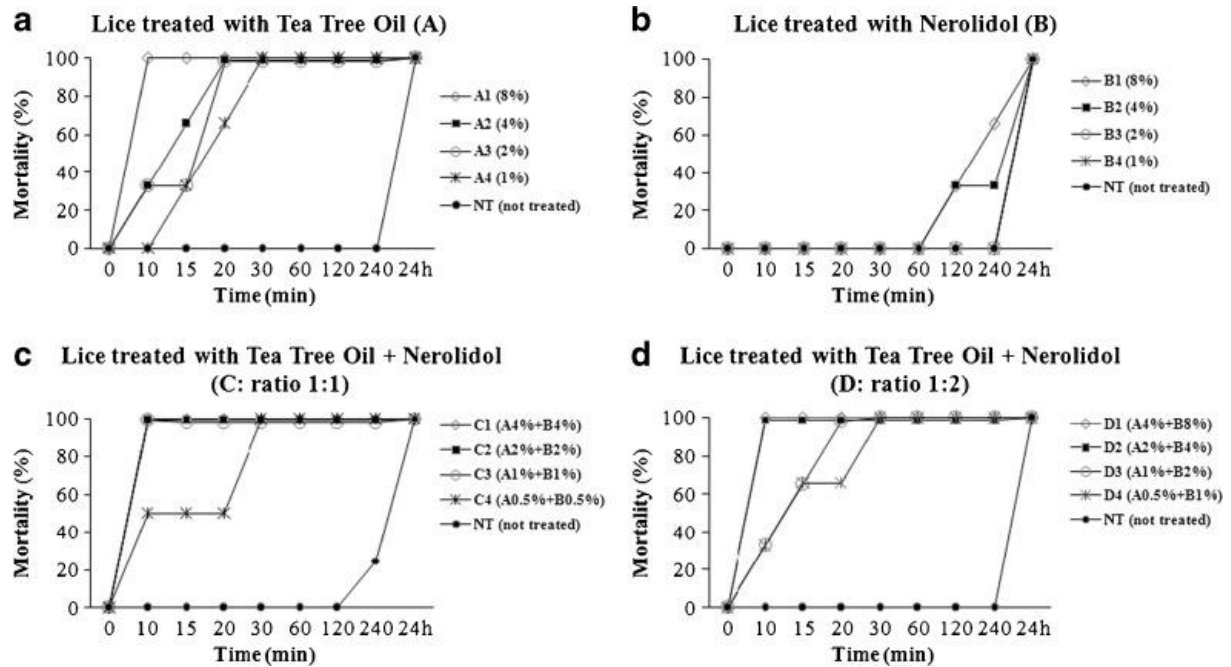 a
Lice treated with Tea Tree Oil (A)
Mortality (%)
100
80
60
40
20
0
0 10 15 20 30 60 120 240 24h
Time (min)
A1 (8%)
A2 (4%)
A3 (2%)
A4 (1%)
NT (not treated)
b
Lice treated with Nerolidol (B)
Mortality (%)
100
80
60
40
20
0
0 10 15 20 30 60 120 240 24h
Time (min)
B1 (8%)
B2 (4%)
B3 (2%)
B4 (1%)
NT (not treated)
c
Lice treated with Tea Tree Oil + Nerolidol
(C: ratio 1:1)
Mortality (%)
100
80
60
40
20
0
0 10 15 20 30 60 120 240 24h
Time (min)
C1 (A4%+B4%)
C2 (A2%+B2%)
C3 (A1%+B1%)
C4 (A0.5%+B0.5%)
NT (not treated)
d
Lice treated with Tea Tree Oil + Nerolidol
(D: ratio 1:2)
Mortality (%)
100
80
60
40
20
0
0 10 15 20 30 60 120 240 24h
Time (min)
D1 (A4%+B8%)
D2 (A2%+B4%)
D3 (A1%+B2%)
D4 (A0.5%+B1%)
NT (not treated)